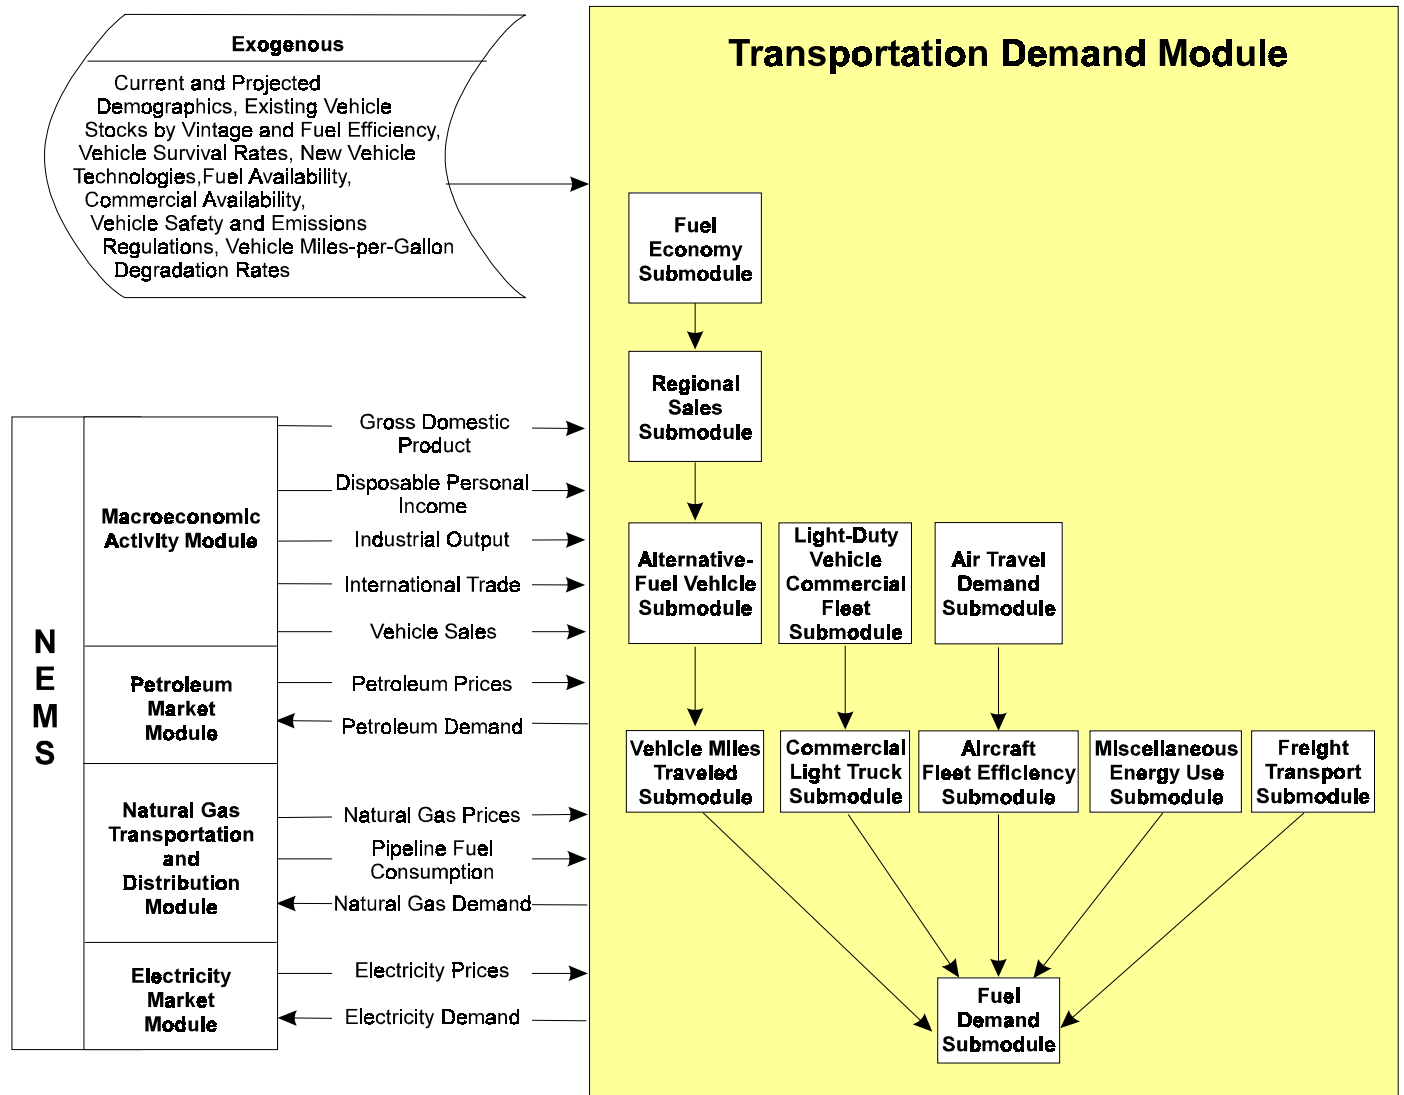 Exogenous
Current and Projected
Demographics, Existing Vehicle
Stocks by Vintage and Fuel Efficiency,
Vehicle Survival Rates, New Vehicle
Technologies,Fuel Availability,
Commercial Availability,
Vehicle Safety and Emissions
Regulations, Vehicle Miles-per-Gallon
Degradation Rates
NEMS
Macroeconomic
Activity Module
Petroleum
Market
Module
Natural Gas
Transportation
and
Distribution
Module
Electricity
Market
Module
Gross Domestic
Product
Disposable Personal
Income
Industrial Output
International Trade
Vehicle Sales
Petroleum Prices
Petroleum Demand
Natural Gas Prices
Pipeline Fuel
Consumption
Natural Gas Demand
Electricity Prices
Electricity Demand
Transportation Demand Module
Fuel
Economy
Submodule
Regional
Sales
Submodule
Alternative-
Fuel Vehicle
Submodule
Light-Duty
Vehicle
Commercial
Fleet
Submodule
Air Travel
Demand
Submodule
Vehicle Miles
Traveled
Submodule
Commercial
Light Truck
Submodule
Aircraft
Fleet Efficiency
Submodule
Miscellaneous
Energy Use
Submodule
Freight
Transport
Submodule
Fuel
Demand
Submodule